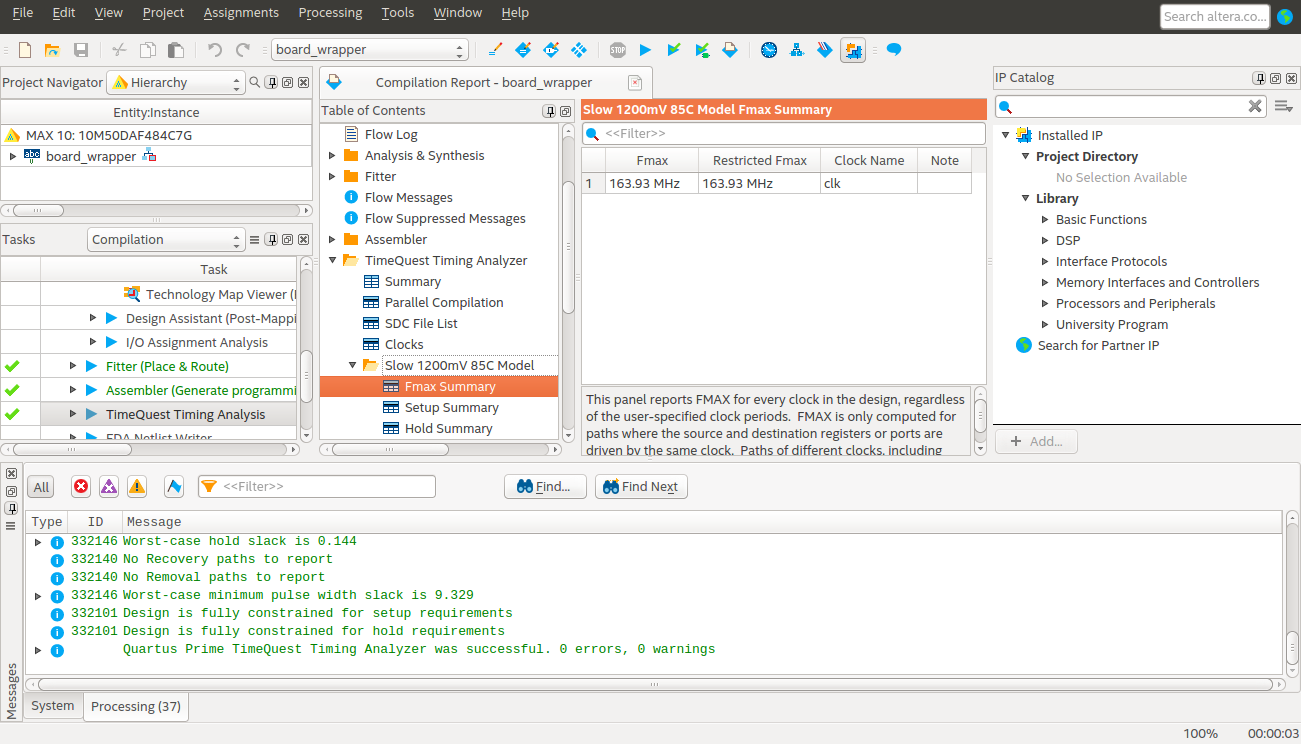 File Edit View Project Assignments Processing Tools Window Help
Search altera.co...
board_wrapper
STOP
Project Navigator Hierarchy
Entity:Instance
MAX 10: 10M50DAF484C7G
abc board_wrapper
Tasks Compilation
Task
Technology Map Viewer (
Design Assistant (Post-Mappi
I/O Assignment Analysis
Fitter (Place & Route)
Assembler (Generate programmi
TimeQuest Timing Analysis
EDA Netlist Writer
Compilation Report - board_wrapper
Table of Contents
Flow Log
Analysis & Synthesis
Fitter
Flow Messages
Flow Suppressed Messages
Assembler
TimeQuest Timing Analyzer
Summary
Parallel Compilation
SDC File List
Clocks
Slow 1200mV 85C Model
Fmax Summary
Setup Summary
Hold Summary
Slow 1200mV 85C Model Fmax Summary
<<Filter>>
Fmax Restricted Fmax Clock Name Note
1 163.93 MHz 163.93 MHz clk
This panel reports FMAX for every clock in the design, regardless
of the user-specified clock periods. FMAX is only computed for
paths where the source and destination registers or ports are
driven by the same clock. Paths of different clocks, including
IP Catalog
Installed IP
Project Directory
No Selection Available
Library
Basic Functions
DSP
Interface Protocols
Memory Interfaces and Controllers
Processors and Peripherals
University Program
Search for Partner IP
+ Add...
All <<Filter>> Find... Find Next
Type ID Message
332146 Worst-case hold slack is 0.144
332140 No Recovery paths to report
332140 No Removal paths to report
332146 Worst-case minimum pulse width slack is 9.329
332101 Design is fully constrained for setup requirements
332101 Design is fully constrained for hold requirements
Quartus Prime TimeQuest Timing Analyzer was successful. 0 errors, 0 warnings
Messages
System Processing (37)
100% 00:00:03